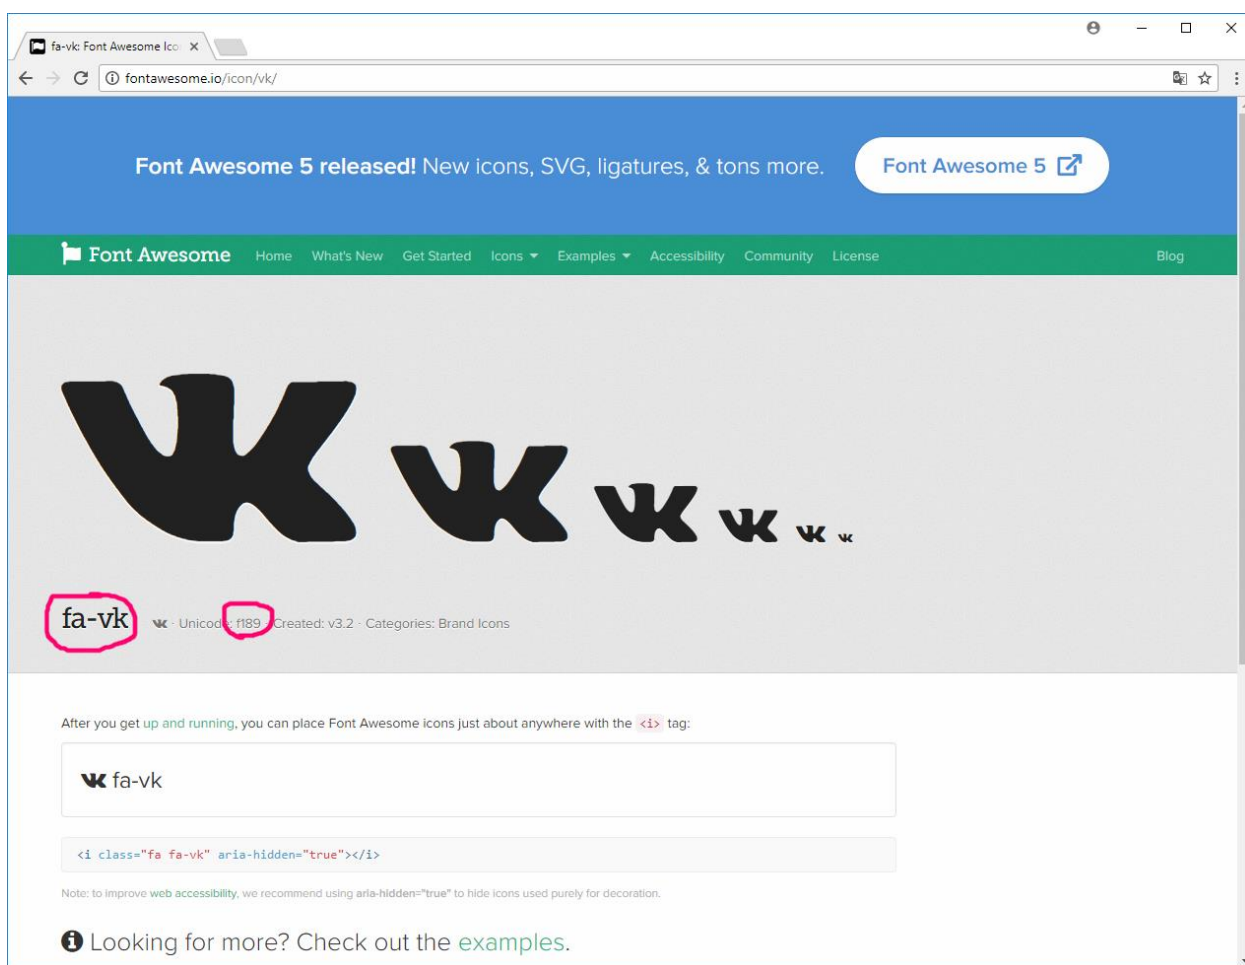 fa-vk: Font Awesome Ico
fontawesome.io/icon/vk/
Font Awesome 5 released! New icons, SVG, ligatures, & tons more.
Font Awesome 5
Font Awesome Home What's New Get Started Icons Examples Accessibility Community License Blog
fa-vk · Unicode: f189 · Created: v3.2 · Categories: Brand Icons
After you get up and running, you can place Font Awesome icons just about anywhere with the <i> tag:
fa-vk
<i class="fa fa-vk" aria-hidden="true"></i>
Note: to improve web accessibility, we recommend using aria-hidden="true" to hide icons used purely for decoration.
Looking for more? Check out the examples.